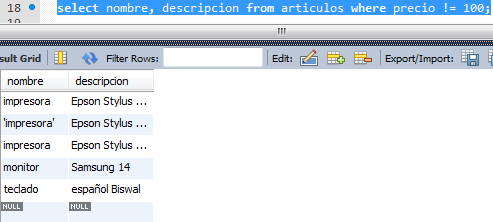 18 select nombre, descripcion from articulos where precio != 100;
19
sult Grid Filter Rows: Edit: Export/Import:
nombre descripcion
impresora Epson Stylus ...
'impresora' Epson Stylus ...
impresora Epson Stylus ...
monitor Samsung 14
teclado español Biswal
NULL NULL